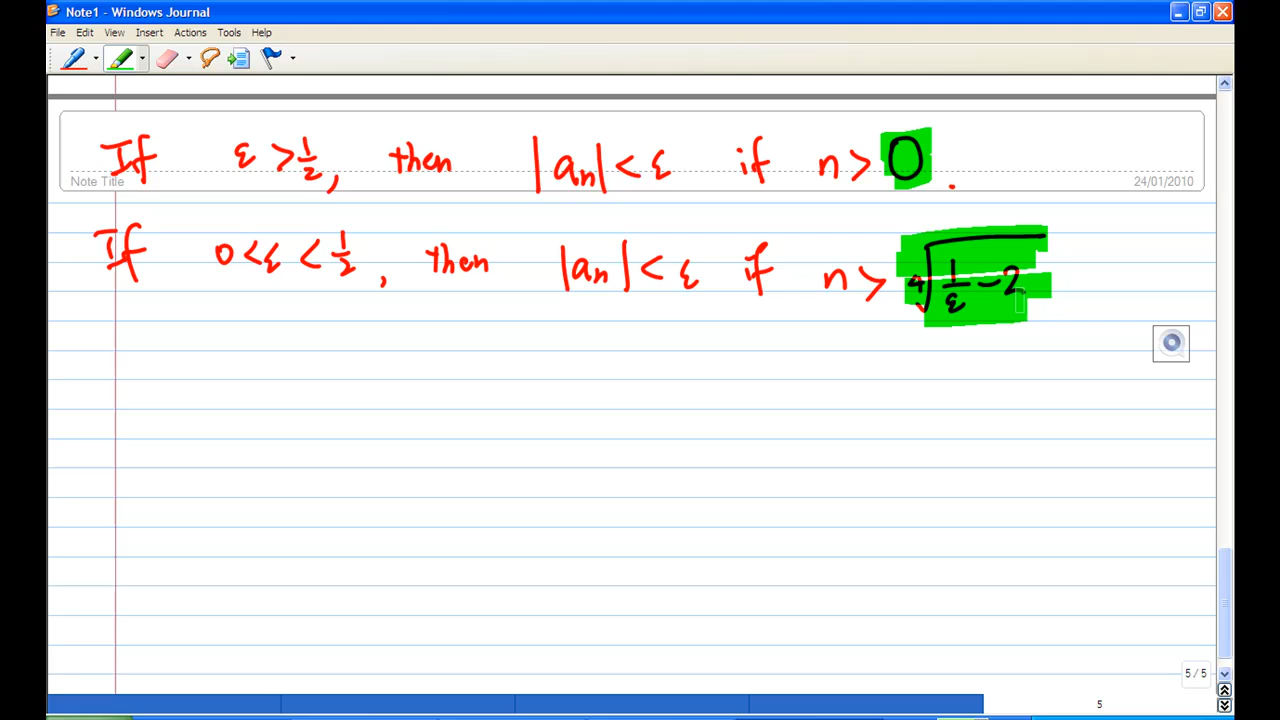 Note1 - Windows Journal
File Edit View Insert Actions Tools Help
If ε > 1/2, then |aₙ| < ε if n > 0.
Note Title 24/01/2010
If 0 < ε < 1/2, then |aₙ| < ε if n > ⁴√(1/ε - 2)
5 / 5
5